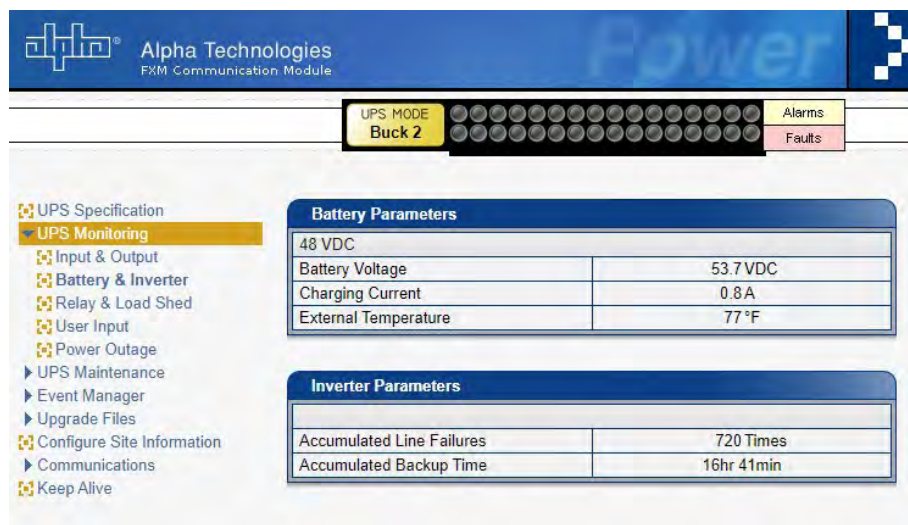 alpha®
Alpha Technologies
FXM Communication Module
Power
UPS MODE
Buck 2
Alarms
Faults
UPS Specification
UPS Monitoring
Input & Output
Battery & Inverter
Relay & Load Shed
User Input
Power Outage
UPS Maintenance
Event Manager
Upgrade Files
Configure Site Information
Communications
Keep Alive
Battery Parameters
48 VDC
Battery Voltage 53.7 VDC
Charging Current 0.8 A
External Temperature 77 °F
Inverter Parameters
Accumulated Line Failures 720 Times
Accumulated Backup Time 16hr 41min